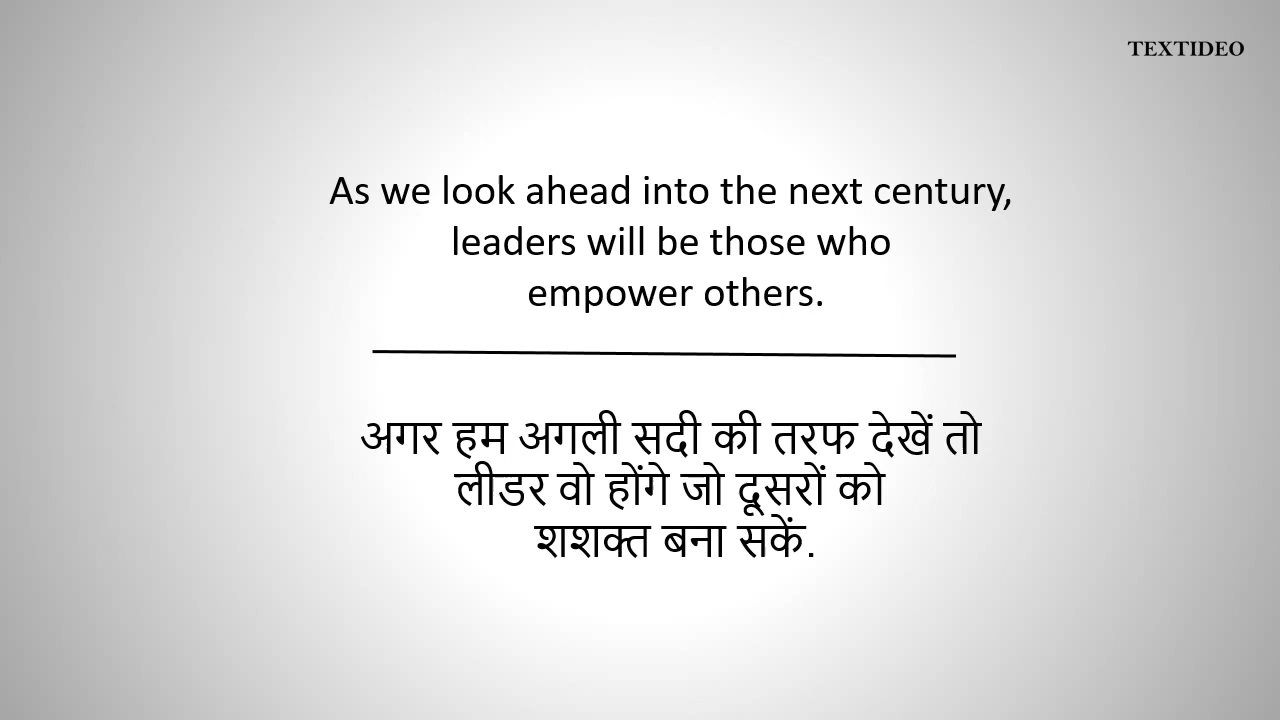 TEXTIDEO
As we look ahead into the next century,
leaders will be those who
empower others.
अगर हम अगली सदी की तरफ देखें तो
लीडर वो होंगे जो दूसरों को
शशक्त बना सकें.